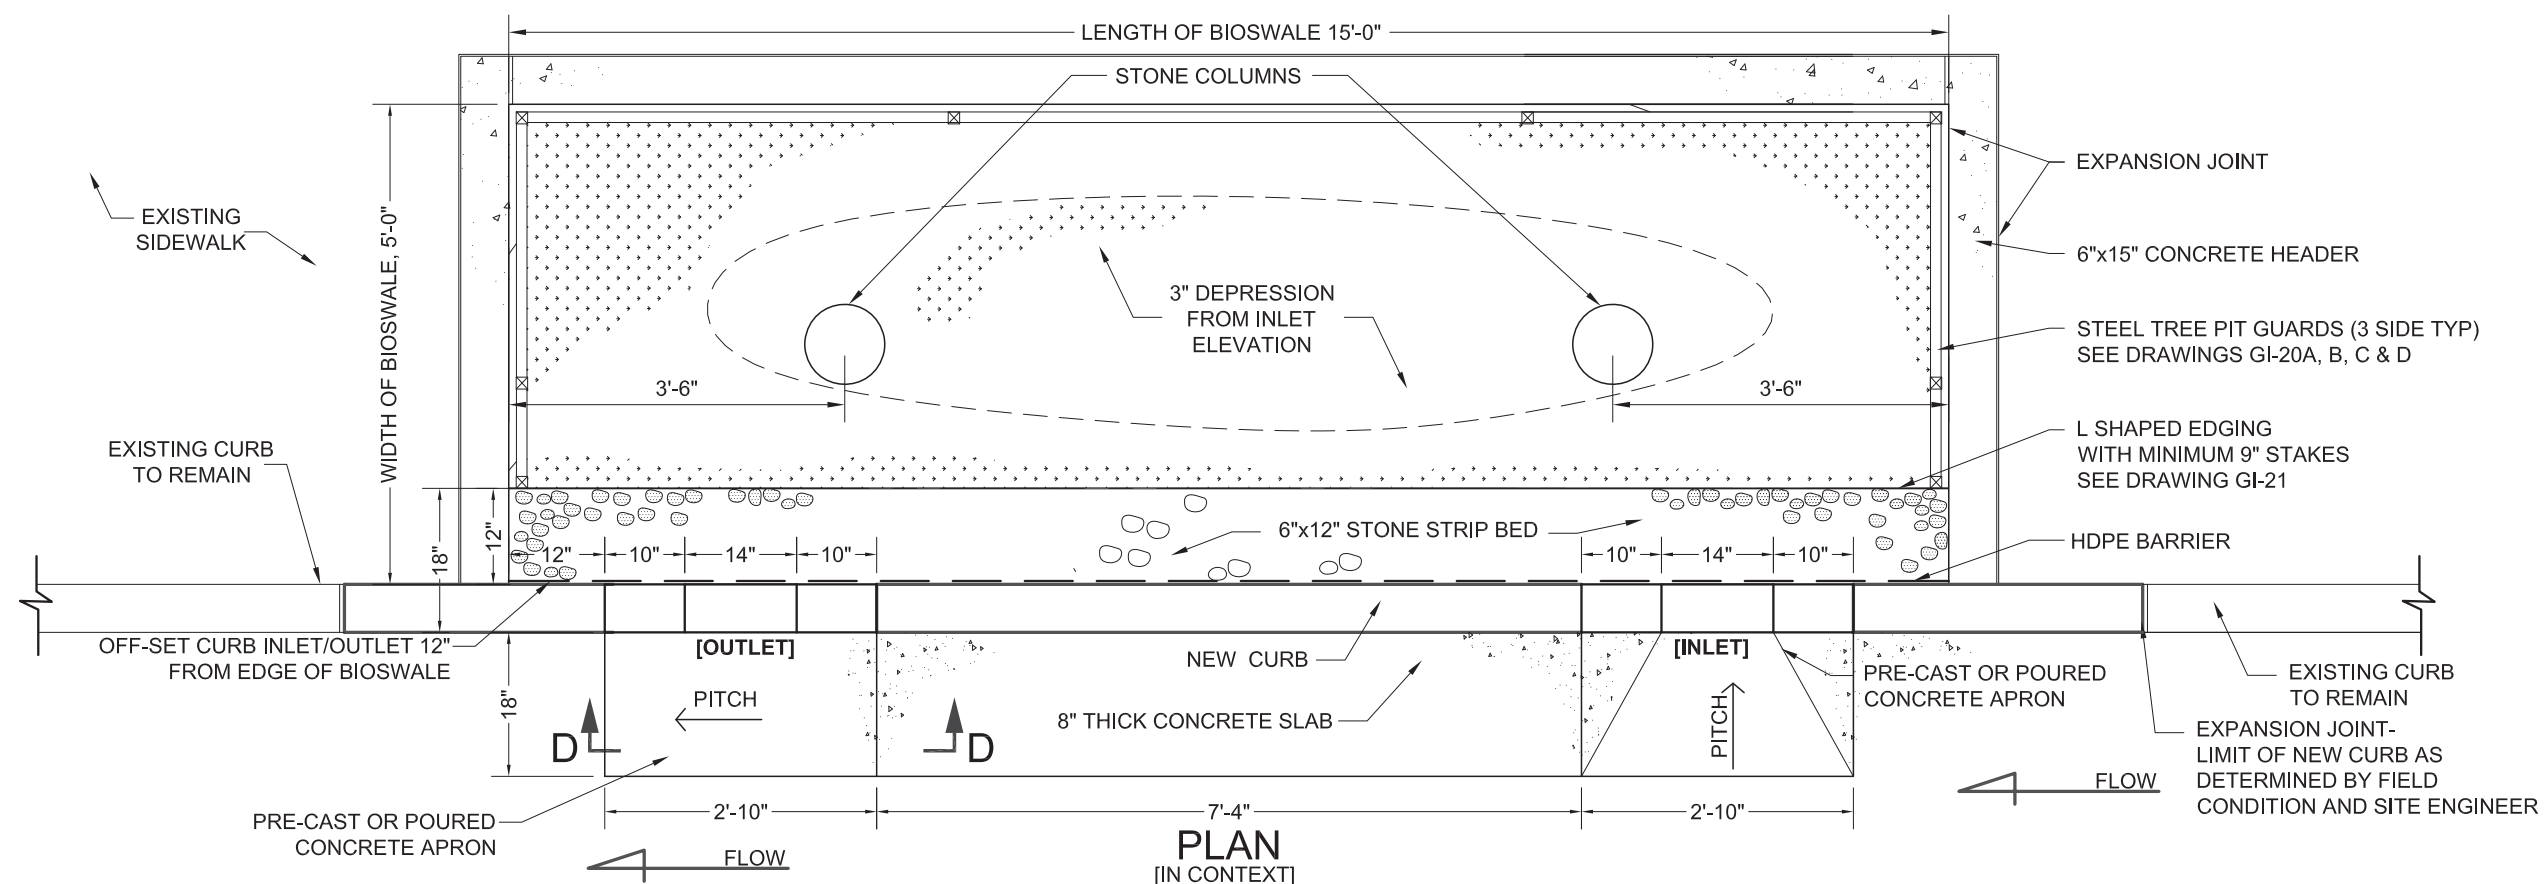 LENGTH OF BIOSWALE 15'-0"
STONE COLUMNS
EXPANSION JOINT
EXISTING
SIDEWALK
WIDTH OF BIOSWALE, 5'-0"
6"x15" CONCRETE HEADER
3" DEPRESSION
FROM INLET
ELEVATION
STEEL TREE PIT GUARDS (3 SIDE TYP)
SEE DRAWINGS GI-20A, B, C & D
3'-6"
3'-6"
L SHAPED EDGING
WITH MINIMUM 9" STAKES
SEE DRAWING GI-21
EXISTING CURB
TO REMAIN
18"
12"
6"x12" STONE STRIP BED
HDPE BARRIER
12"
10"
14"
10"
10"
14"
10"
OFF-SET CURB INLET/OUTLET 12"
FROM EDGE OF BIOSWALE
[OUTLET]
NEW CURB
[INLET]
PRE-CAST OR POURED
CONCRETE APRON
EXISTING CURB
TO REMAIN
18"
PITCH
D
D
8" THICK CONCRETE SLAB
PITCH
EXPANSION JOINT-
LIMIT OF NEW CURB AS
DETERMINED BY FIELD
CONDITION AND SITE ENGINEER
FLOW
PRE-CAST OR POURED
CONCRETE APRON
2'-10"
7'-4"
2'-10"
FLOW
PLAN
[IN CONTEXT]